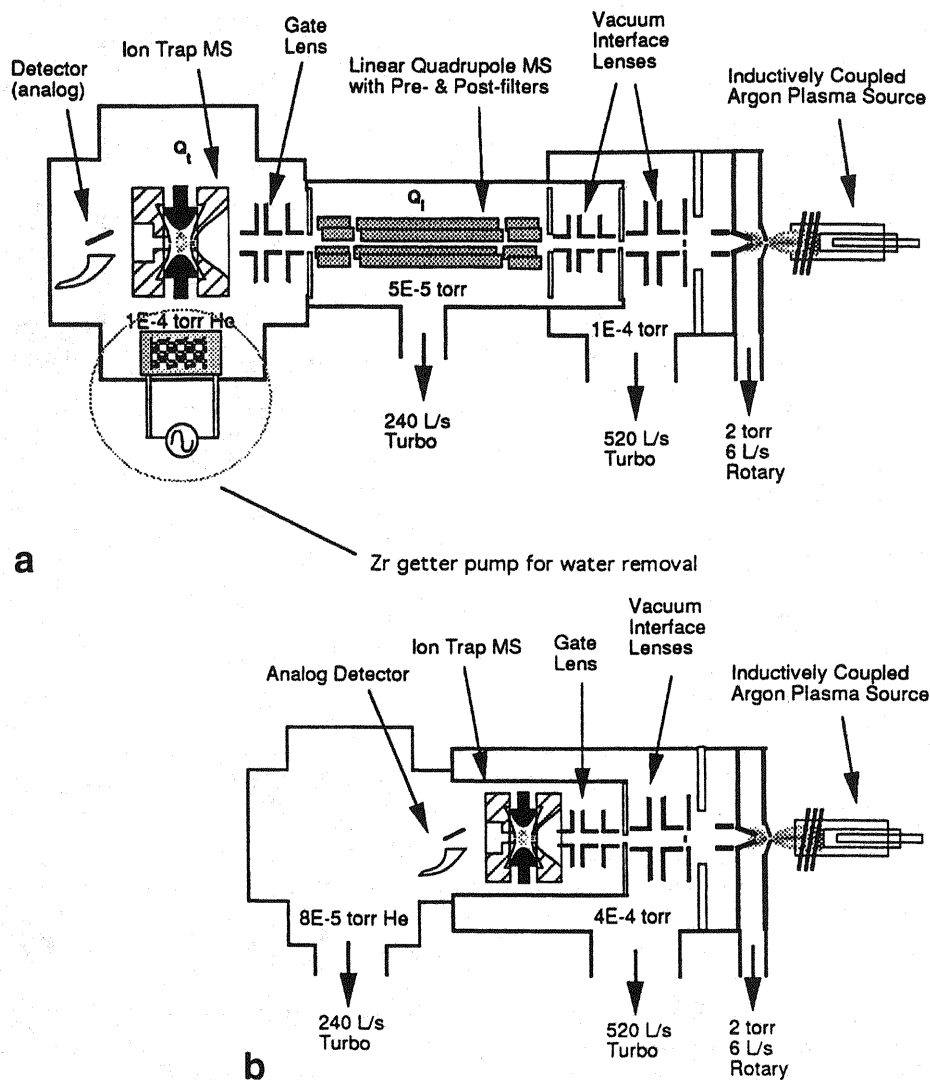 Gate
Lens
Ion Trap MS
Detector
(analog)
Linear Quadrupole MS
with Pre- & Post-filters
Vacuum
Interface
Lenses
Inductively Coupled
Argon Plasma Source
Qt
Ql
5E-5 torr
1E-4 torr He
1E-4 torr
240 L/s
Turbo
520 L/s
Turbo
2 torr
6 L/s
Rotary
a
Zr getter pump for water removal
Vacuum
Interface
Lenses
Gate
Lens
Ion Trap MS
Analog Detector
Inductively Coupled
Argon Plasma Source
8E-5 torr He
4E-4 torr
240 L/s
Turbo
520 L/s
Turbo
2 torr
6 L/s
Rotary
b